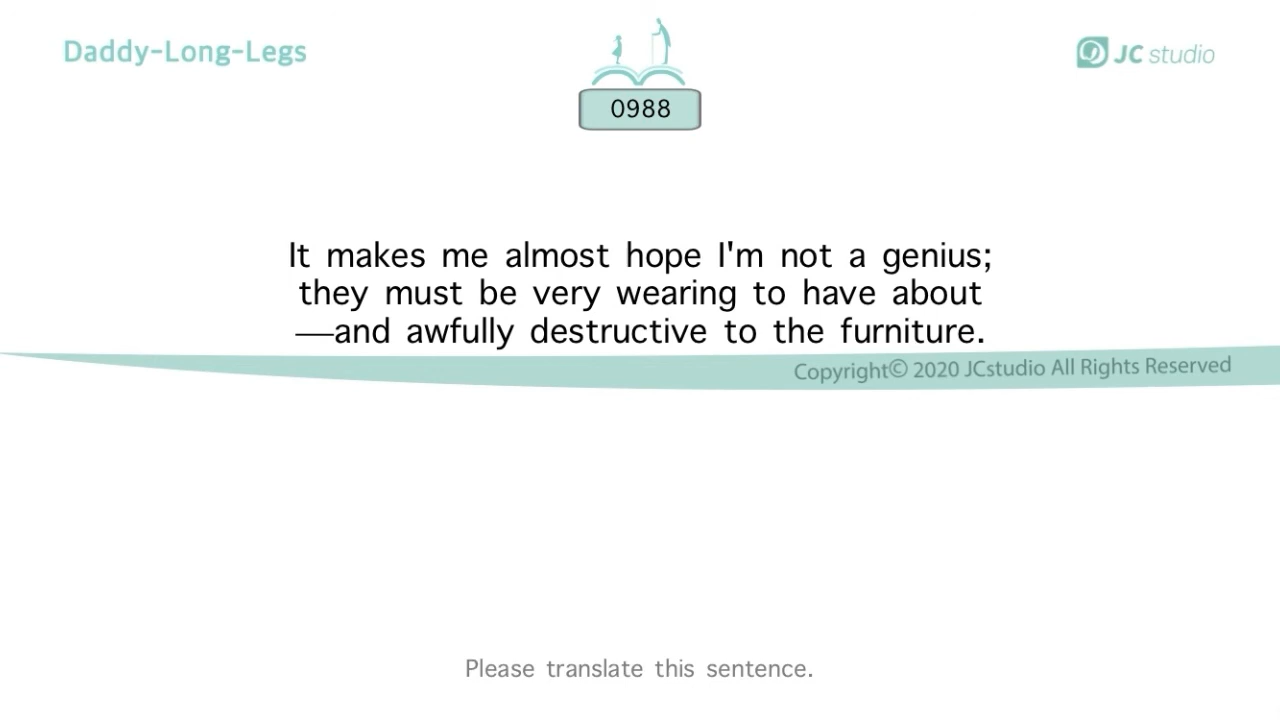 Daddy-Long-Legs
JC studio
0988
It makes me almost hope I'm not a genius;
they must be very wearing to have about
—and awfully destructive to the furniture.
Copyright© 2020 JCstudio All Rights Reserved
Please translate this sentence.